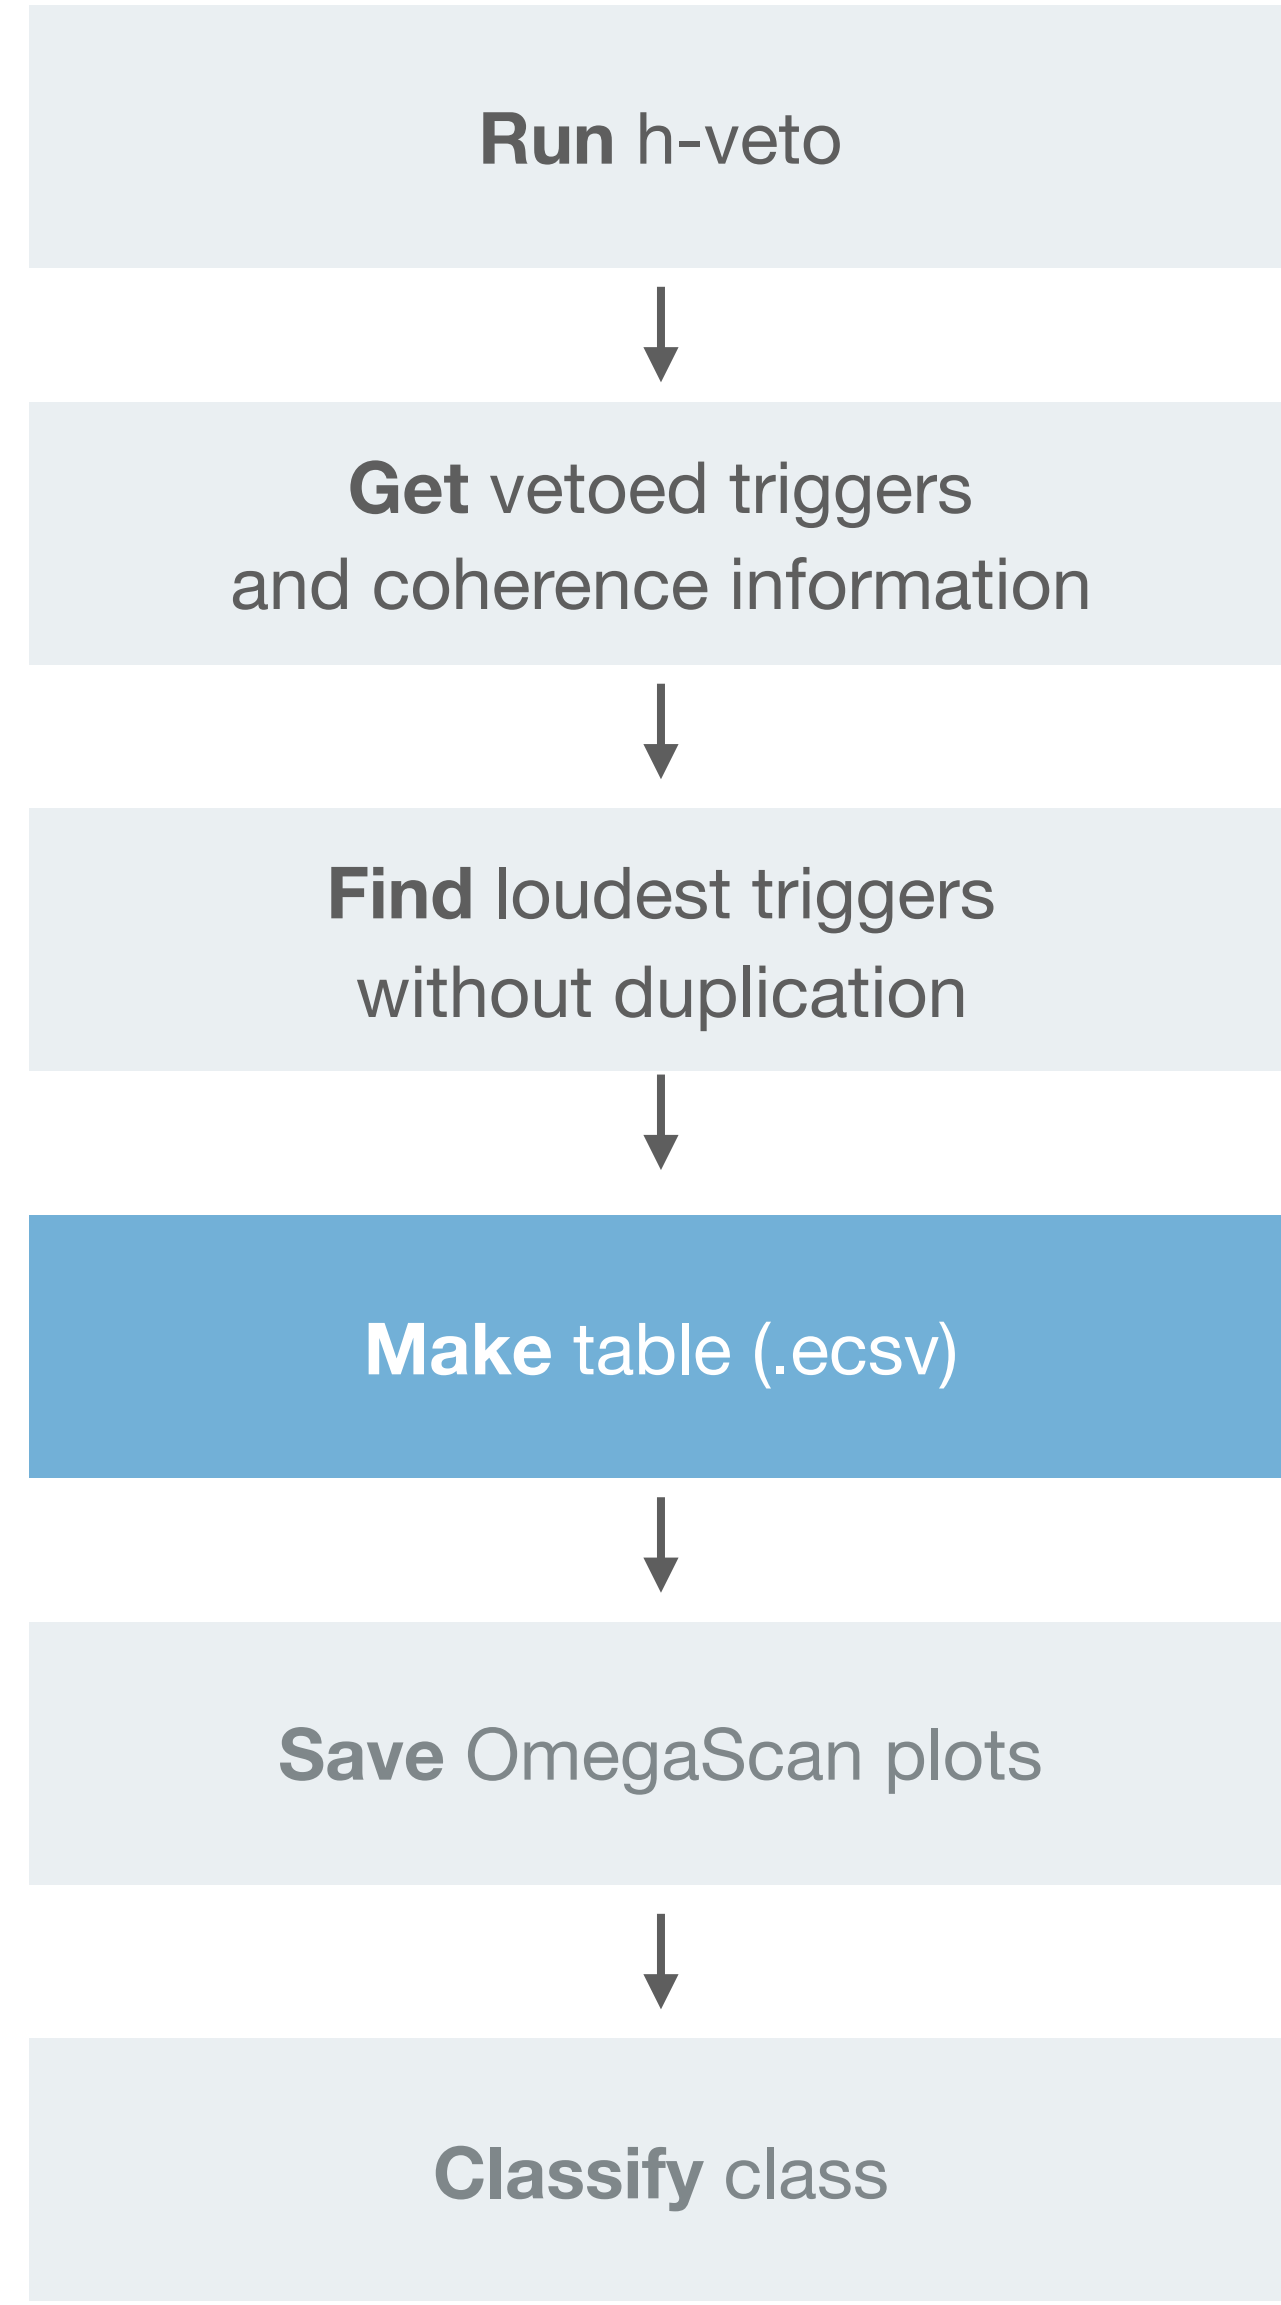 Run h-veto
Get vetoed triggers
and coherence information
Find loudest triggers
without duplication
Make table (.ecsv)
Save OmegaScan plots
Classify class